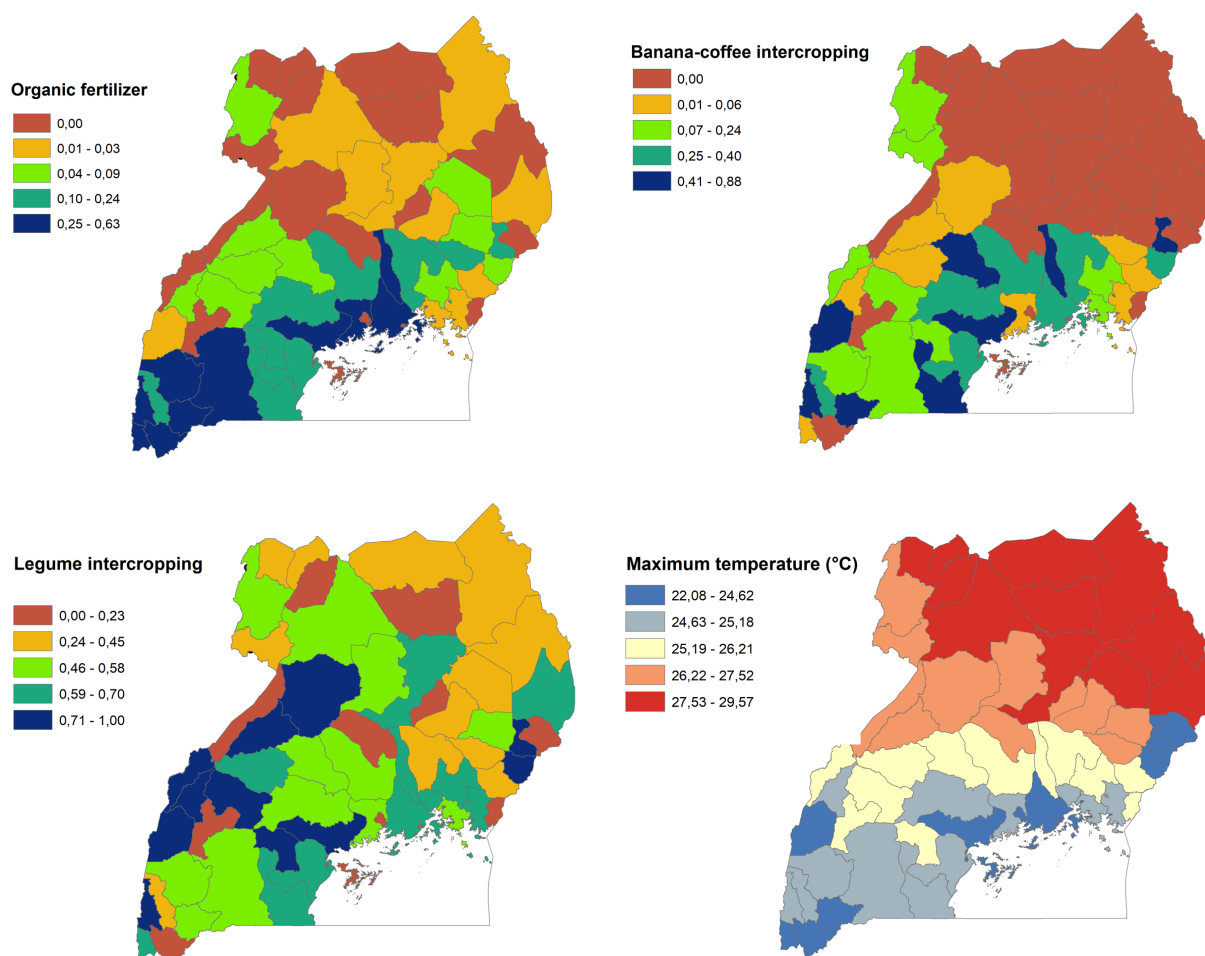 Organic fertilizer
0,00
0,01 - 0,03
0,04 - 0,09
0,10 - 0,24
0,25 - 0,63
Banana-coffee intercropping
0,00
0,01 - 0,06
0,07 - 0,24
0,25 - 0,40
0,41 - 0,88
Legume intercropping
0,00 - 0,23
0,24 - 0,45
0,46 - 0,58
0,59 - 0,70
0,71 - 1,00
Maximum temperature (°C)
22,08 - 24,62
24,63 - 25,18
25,19 - 26,21
26,22 - 27,52
27,53 - 29,57